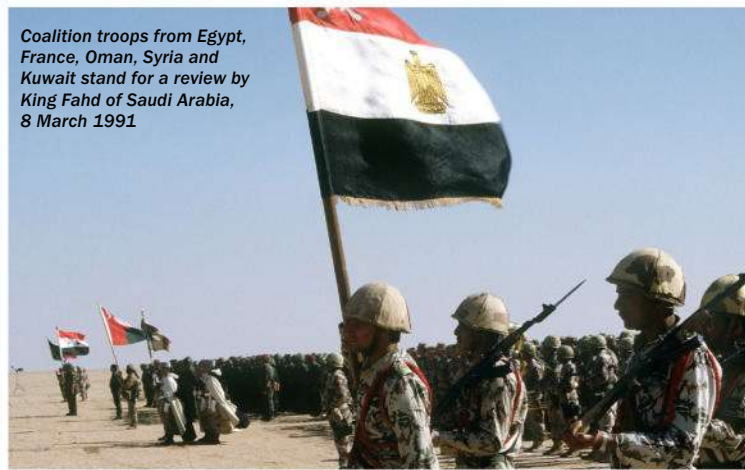 Coalition troops from Egypt,
France, Oman, Syria and
Kuwait stand for a review by
King Fahd of Saudi Arabia,
8 March 1991